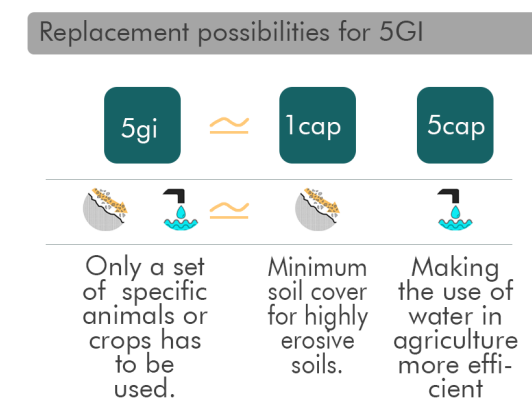 Replacement possibilities for 5GI
5gi
1cap
5cap
Only a set
of specific
animals or
crops has
to be
used.
Minimum
soil cover
for highly
erosive
soils.
Making
the use of
water in
agriculture
more effi-
cient